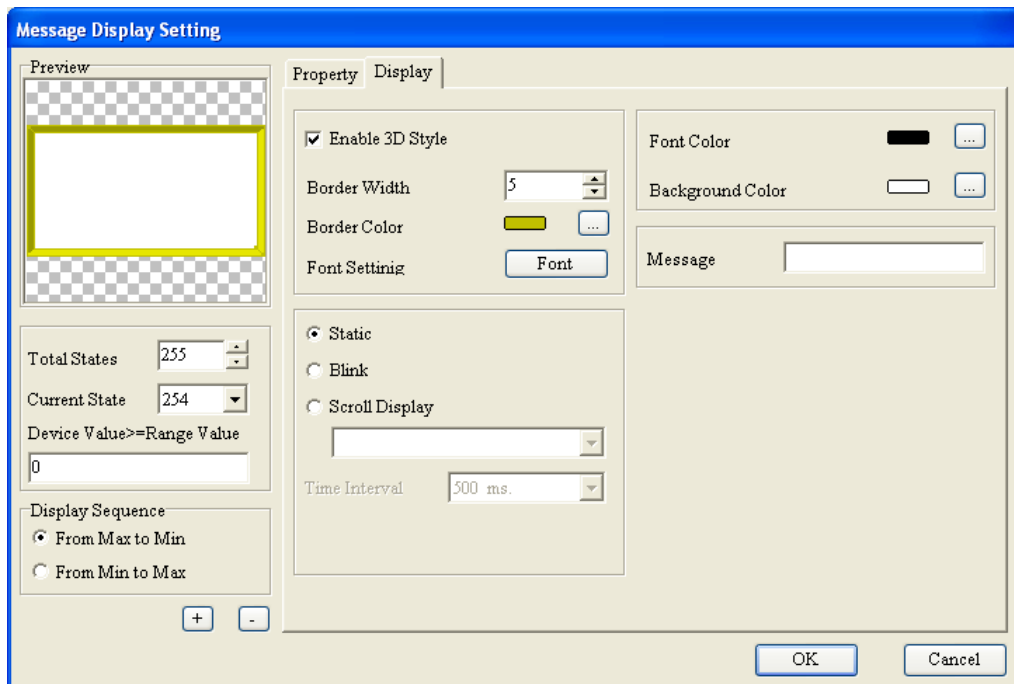 Message Display Setting
Preview
Property
Display
Enable 3D Style
Border Width
5
Border Color
...
Font Settinig
Font
Font Color
...
Background Color
...
Message
Total States
255
Current State
254
Device Value>=Range Value
0
Static
Blink
Scroll Display
Time Interval
500 ms.
Display Sequence
From Max to Min
From Min to Max
+
-
OK
Cancel